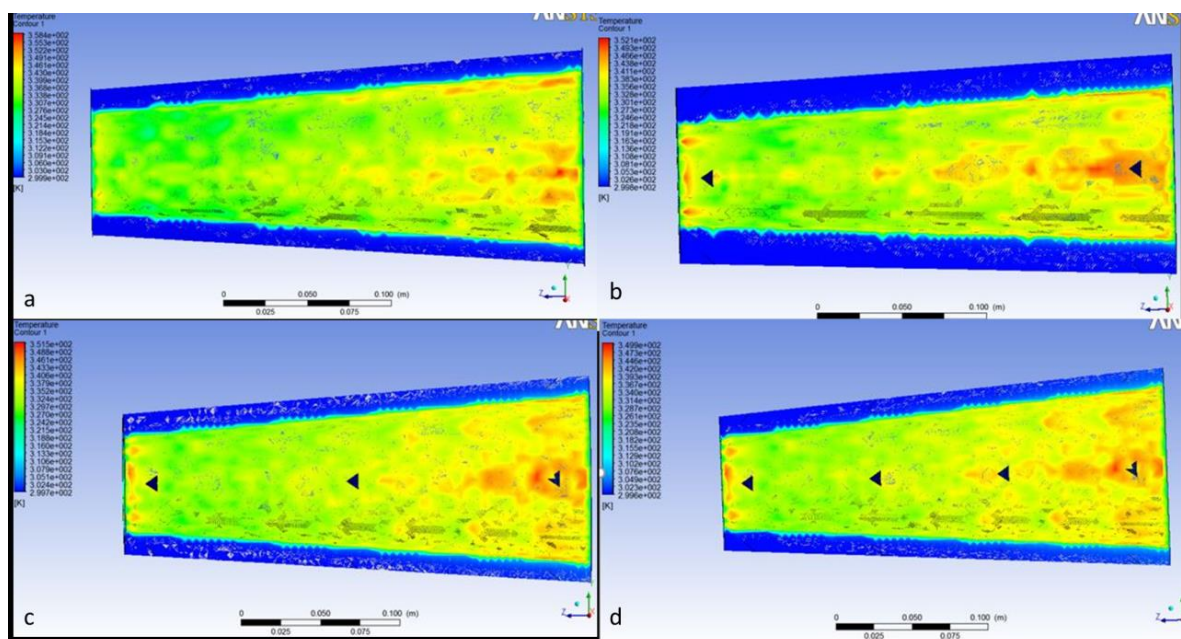 Temperature
Contour 1
3.584e+002
3.553e+002
3.522e+002
3.491e+002
3.461e+002
3.430e+002
3.399e+002
3.368e+002
3.338e+002
3.307e+002
3.276e+002
3.245e+002
3.214e+002
3.184e+002
3.153e+002
3.122e+002
3.091e+002
3.060e+002
3.030e+002
2.999e+002
[K]
a
0 0.050 0.100 (m)
0.025 0.075
Z
Y
X
Temperature
Contour 1
3.521e+002
3.493e+002
3.466e+002
3.438e+002
3.411e+002
3.383e+002
3.356e+002
3.328e+002
3.301e+002
3.273e+002
3.246e+002
3.218e+002
3.191e+002
3.163e+002
3.136e+002
3.108e+002
3.081e+002
3.053e+002
3.026e+002
2.998e+002
[K]
b
0 0.050 0.100 (m)
0.025 0.075
Z
Temperature
Contour 1
3.515e+002
3.488e+002
3.461e+002
3.433e+002
3.406e+002
3.379e+002
3.352e+002
3.324e+002
3.297e+002
3.270e+002
3.242e+002
3.215e+002
3.188e+002
3.160e+002
3.133e+002
3.106e+002
3.079e+002
3.051e+002
3.024e+002
2.997e+002
[K]
c
0 0.050 0.100 (m)
0.025 0.075
Z
X
Temperature
Contour 1
3.499e+002
3.473e+002
3.446e+002
3.420e+002
3.393e+002
3.367e+002
3.340e+002
3.314e+002
3.287e+002
3.261e+002
3.235e+002
3.208e+002
3.182e+002
3.155e+002
3.129e+002
3.102e+002
3.076e+002
3.049e+002
3.023e+002
2.996e+002
[K]
d
0 0.050 0.100 (m)
0.025 0.075
Z